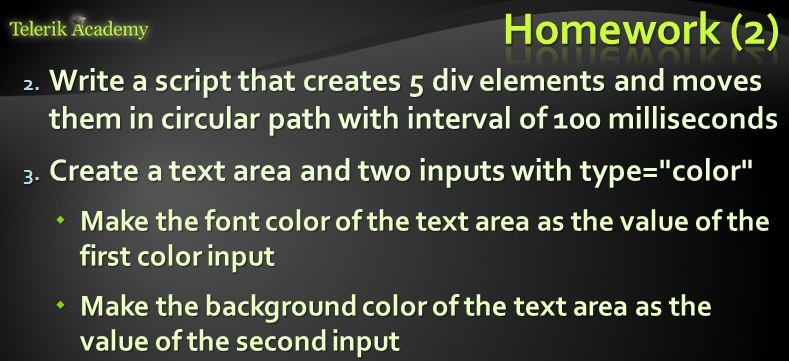 Telerik Academy
Homework (2)
2. Write a script that creates 5 div elements and moves
them in circular path with interval of 100 milliseconds
3. Create a text area and two inputs with type="color"
Make the font color of the text area as the value of the
first color input
Make the background color of the text area as the
value of the second input